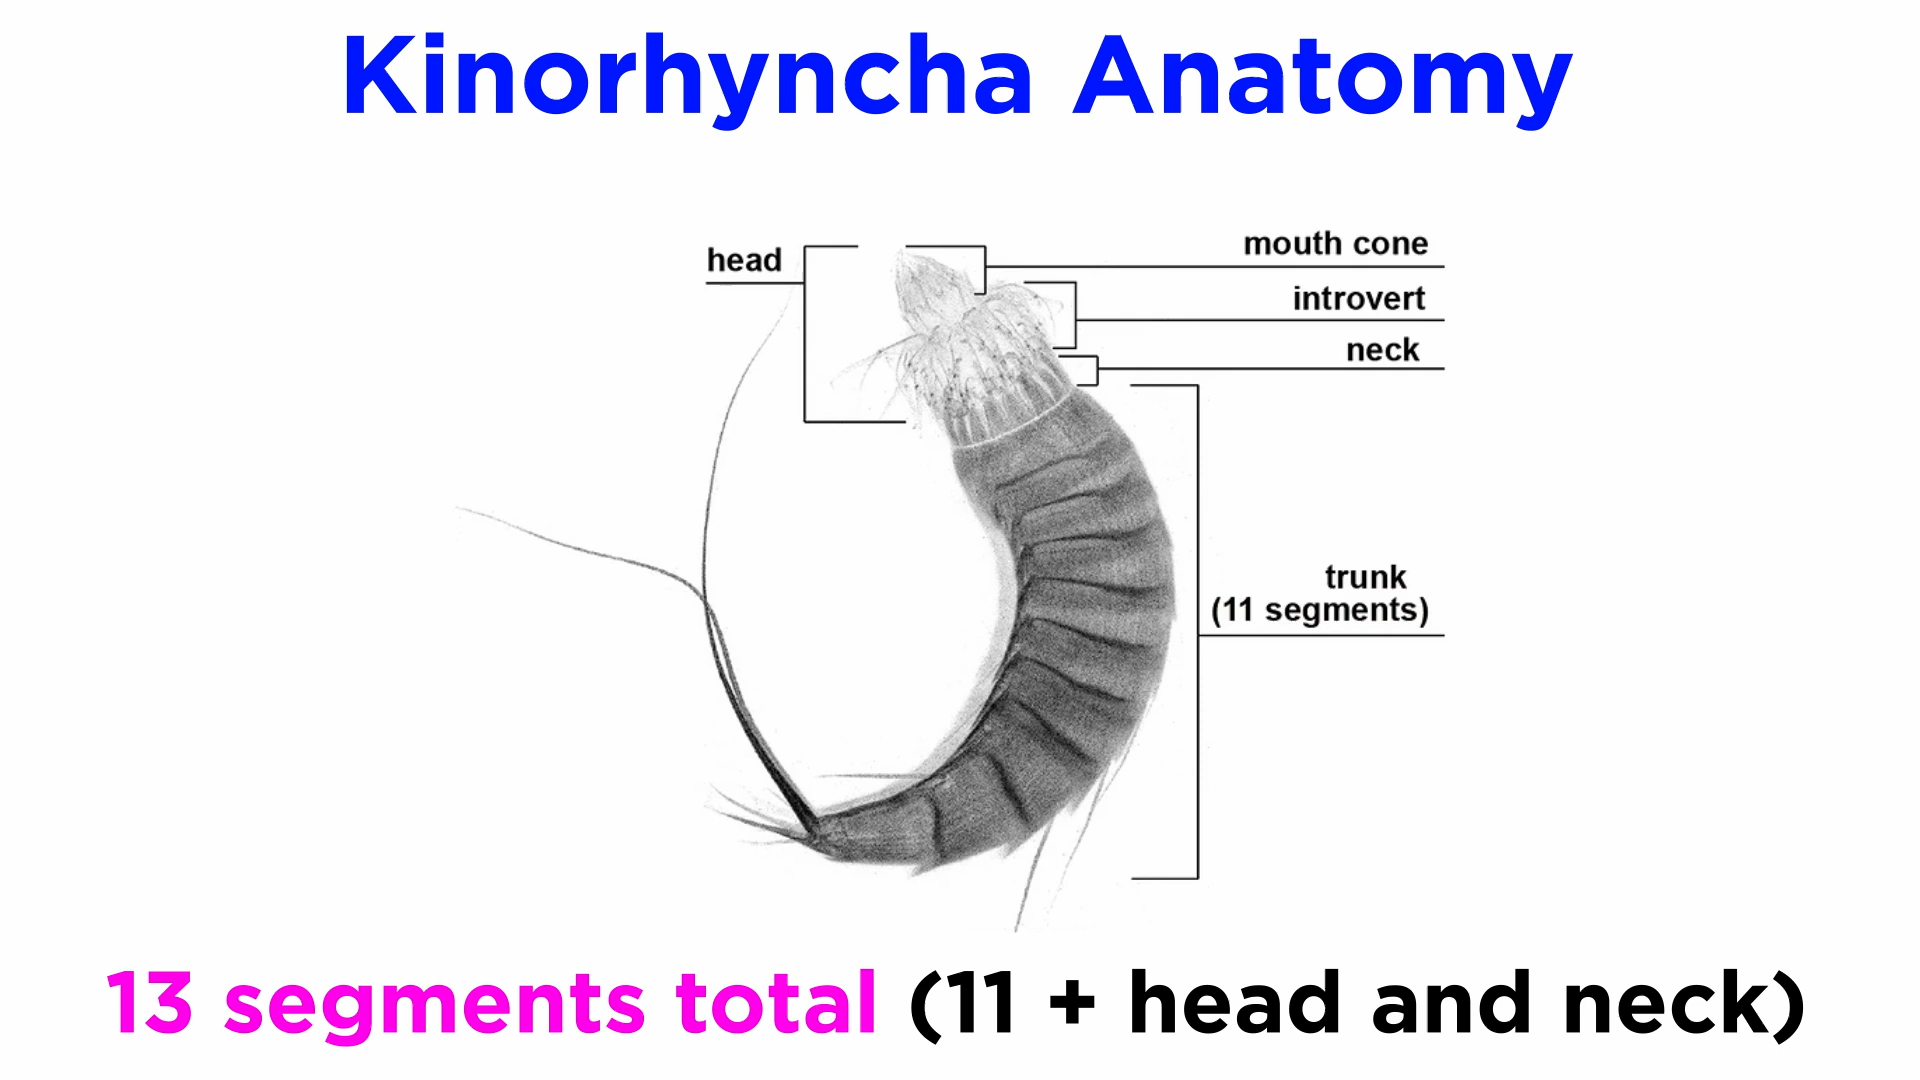 Kinorhyncha Anatomy
head
mouth cone
introvert
neck
trunk
(11 segments)
13 segments total (11 + head and neck)